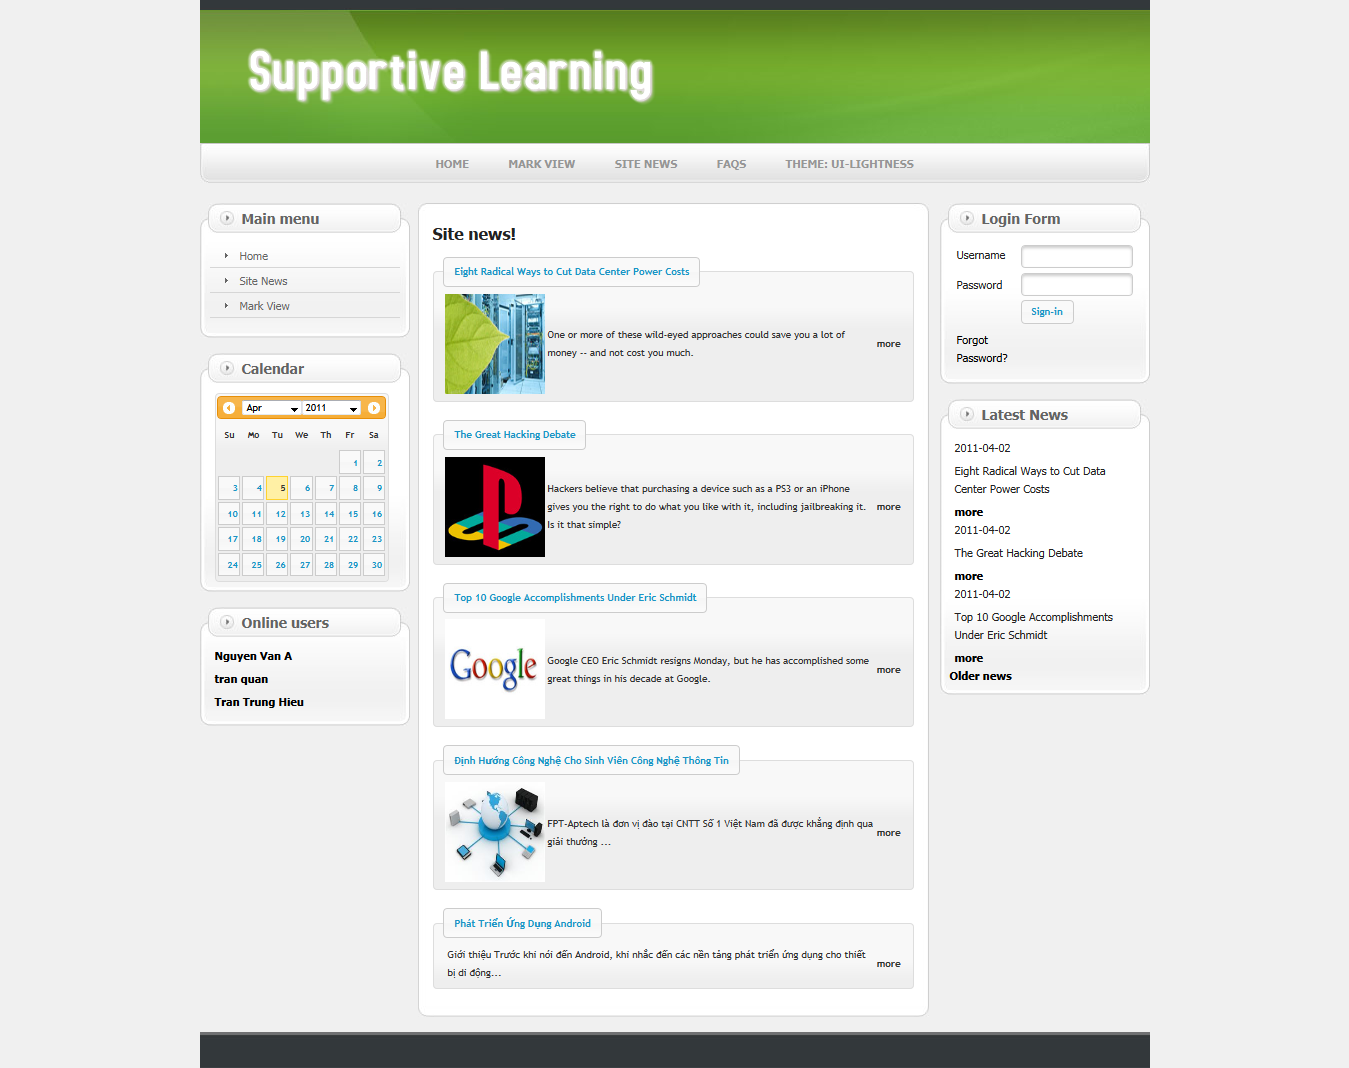 Supportive Learning
HOME MARK VIEW SITE NEWS FAQS THEME: UI-LIGHTNESS
Main menu
Home
Site News
Mark View
Calendar
Apr 2011
Su Mo Tu We Th Fr Sa
1 2
3 4 5 6 7 8 9
10 11 12 13 14 15 16
17 18 19 20 21 22 23
24 25 26 27 28 29 30
Online users
Nguyen Van A
tran quan
Tran Trung Hieu
Site news!
Eight Radical Ways to Cut Data Center Power Costs
One or more of these wild-eyed approaches could save you a lot of
money -- and not cost you much.
more
The Great Hacking Debate
Hackers believe that purchasing a device such as a PS3 or an iPhone
gives you the right to do what you like with it, including jailbreaking it.
Is it that simple?
more
Top 10 Google Accomplishments Under Eric Schmidt
Google
Google CEO Eric Schmidt resigns Monday, but he has accomplished some
great things in his decade at Google.
more
Định Hướng Công Nghệ Cho Sinh Viên Công Nghệ Thông Tin
FPT-Aptech là đơn vị đào tại CNTT Số 1 Việt Nam đã được khẳng định qua
giải thưởng ...
more
Phát Triển Ứng Dụng Android
Giới thiệu Trước khi nói đến Android, khi nhắc đến các nền tảng phát triển ứng dụng cho thiết
bị di động...
more
Login Form
Username
Password
Sign-in
Forgot
Password?
Latest News
2011-04-02
Eight Radical Ways to Cut Data
Center Power Costs
more
2011-04-02
The Great Hacking Debate
more
2011-04-02
Top 10 Google Accomplishments
Under Eric Schmidt
more
Older news